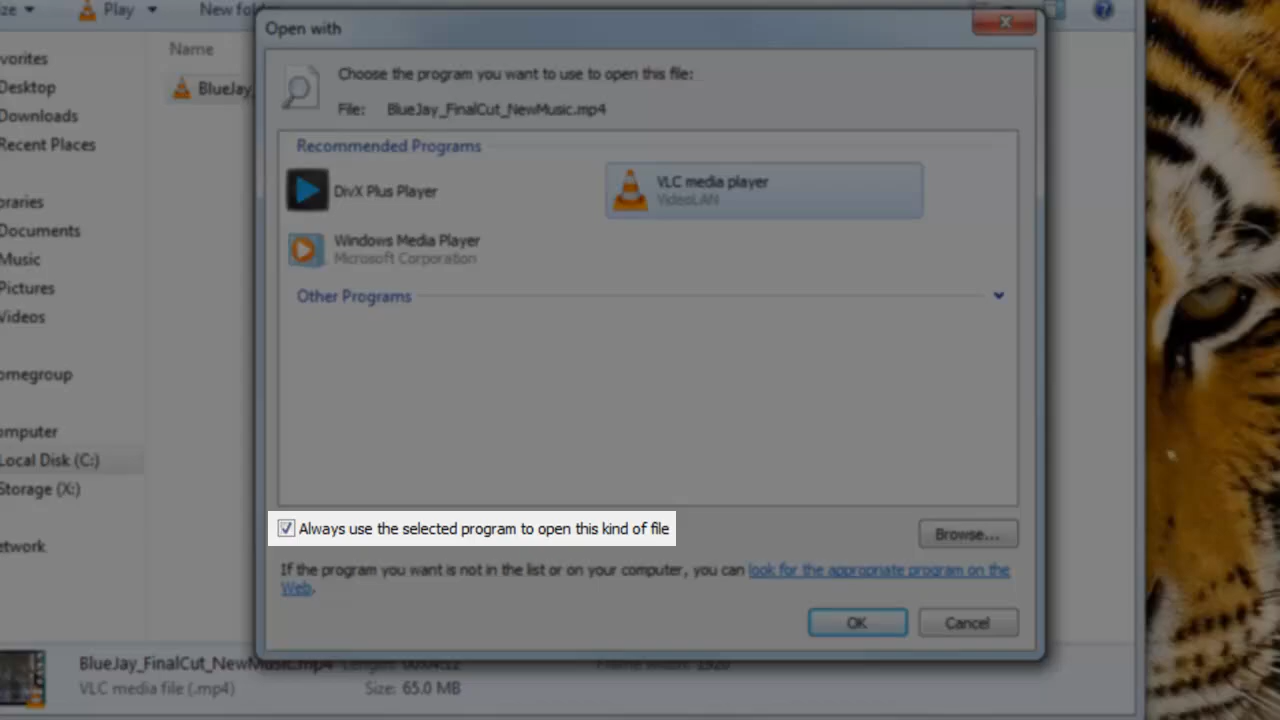 Play
New fol
Open with
Name
Choose the program you want to use to open this file:
File: BlueJay_FinalCut_NewMusic.mp4
BlueJay_
Desktop
Downloads
Recent Places
Documents
Music
Pictures
Videos
Local Disk (C:)
Storage (X:)
Recommended Programs
DivX Plus Player
VLC media player
VideoLAN
Windows Media Player
Microsoft Corporation
Other Programs
Always use the selected program to open this kind of file
Browse...
If the program you want is not in the list or on your computer, you can look for the appropriate program on the
Web.
OK
Cancel
BlueJay_FinalCut_NewMusic.mp4
VLC media file (.mp4)
Size: 65.0 MB